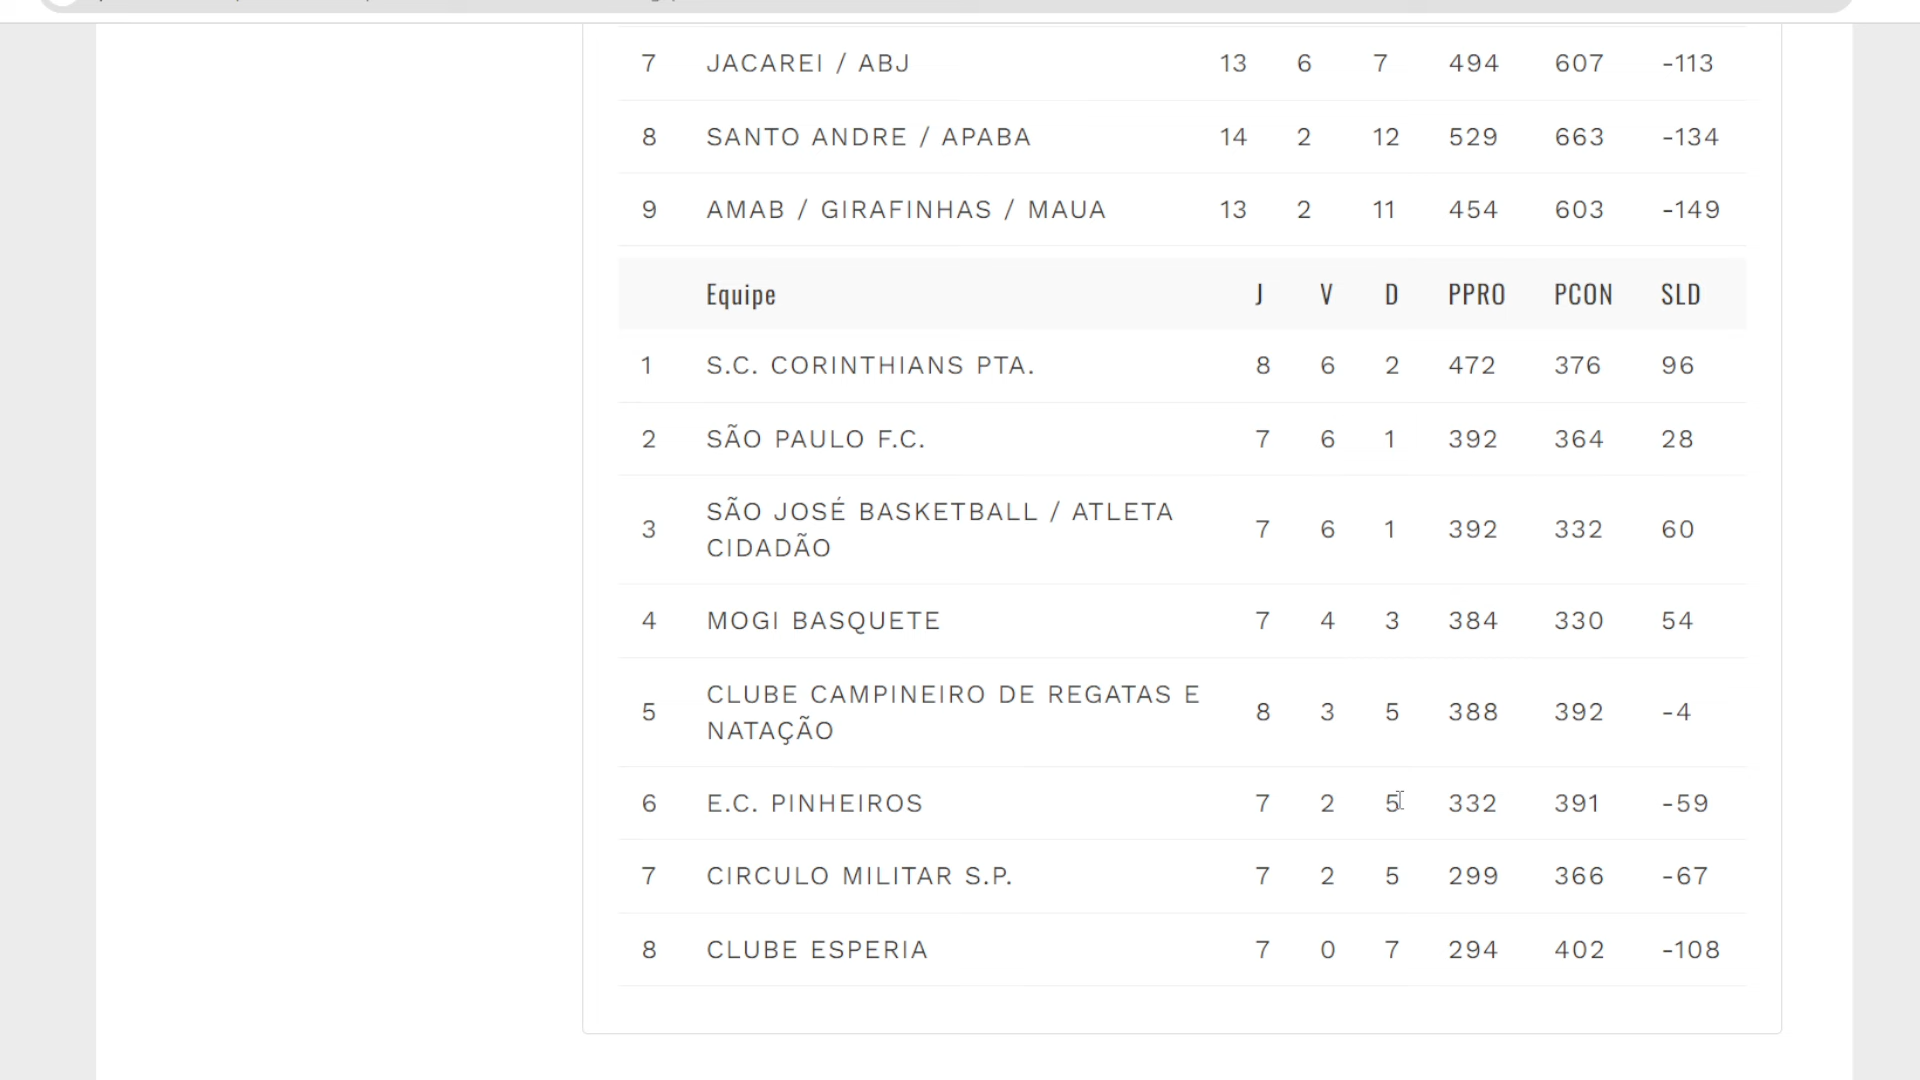 7 JACAREI / ABJ 13 6 7 494 607 -113
8 SANTO ANDRE / APABA 14 2 12 529 663 -134
9 AMAB / GIRAFINHAS / MAUA 13 2 11 454 603 -149
Equipe J V D PPRO PCON SLD
1 S.C. CORINTHIANS PTA. 8 6 2 472 376 96
2 SÃO PAULO F.C. 7 6 1 392 364 28
3 SÃO JOSÉ BASKETBALL / ATLETA
CIDADÃO 7 6 1 392 332 60
4 MOGI BASQUETE 7 4 3 384 330 54
5 CLUBE CAMPINEIRO DE REGATAS E
NATAÇÃO 8 3 5 388 392 -4
6 E.C. PINHEIROS 7 2 5 332 391 -59
7 CIRCULO MILITAR S.P. 7 2 5 299 366 -67
8 CLUBE ESPERIA 7 0 7 294 402 -108